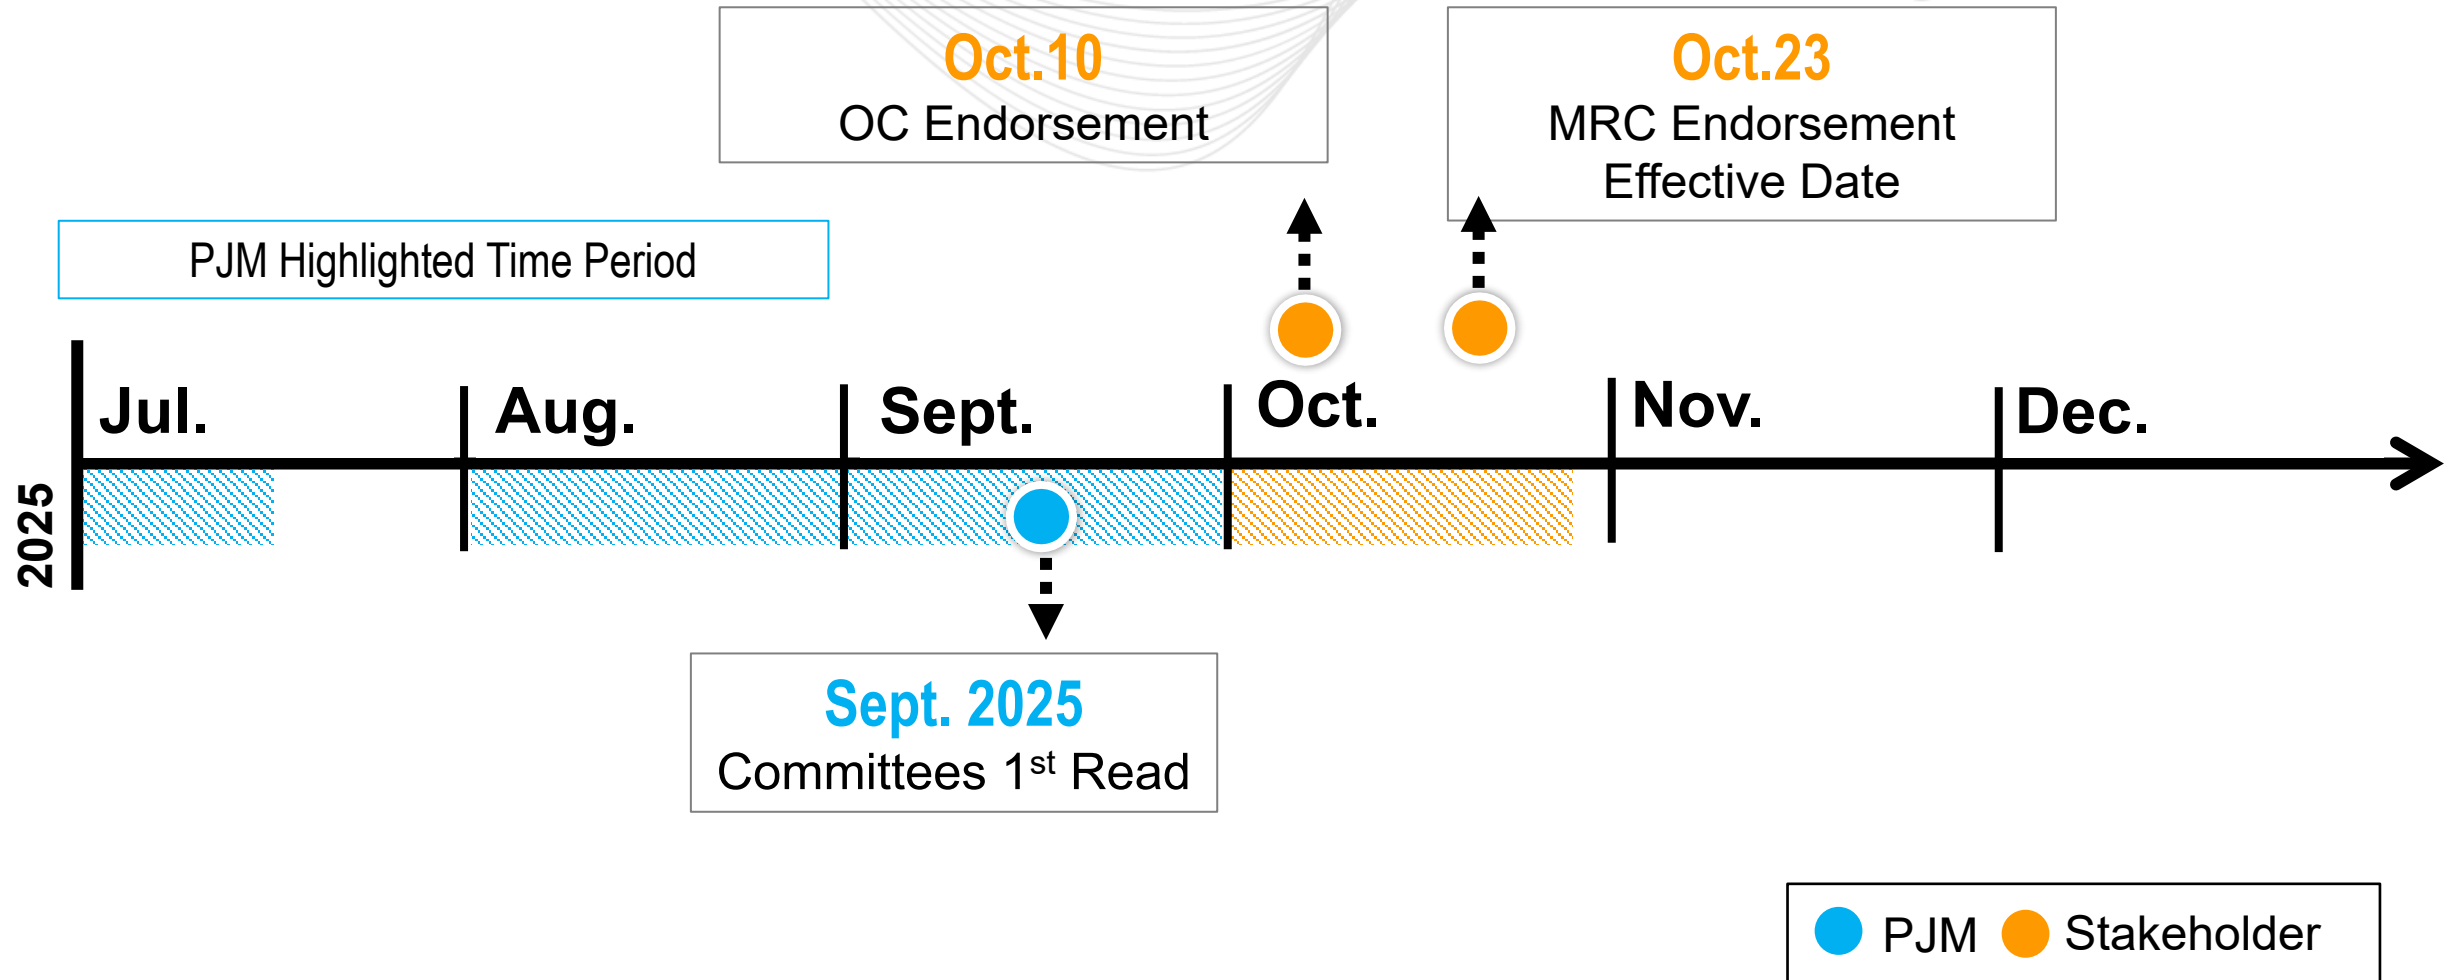 Oct.10
OC Endorsement
Oct.23
MRC Endorsement
Effective Date
PJM Highlighted Time Period
Jul.
Aug.
Sept.
Oct.
Nov.
Dec.
2025
Sept. 2025
Committees 1st Read
PJM
Stakeholder